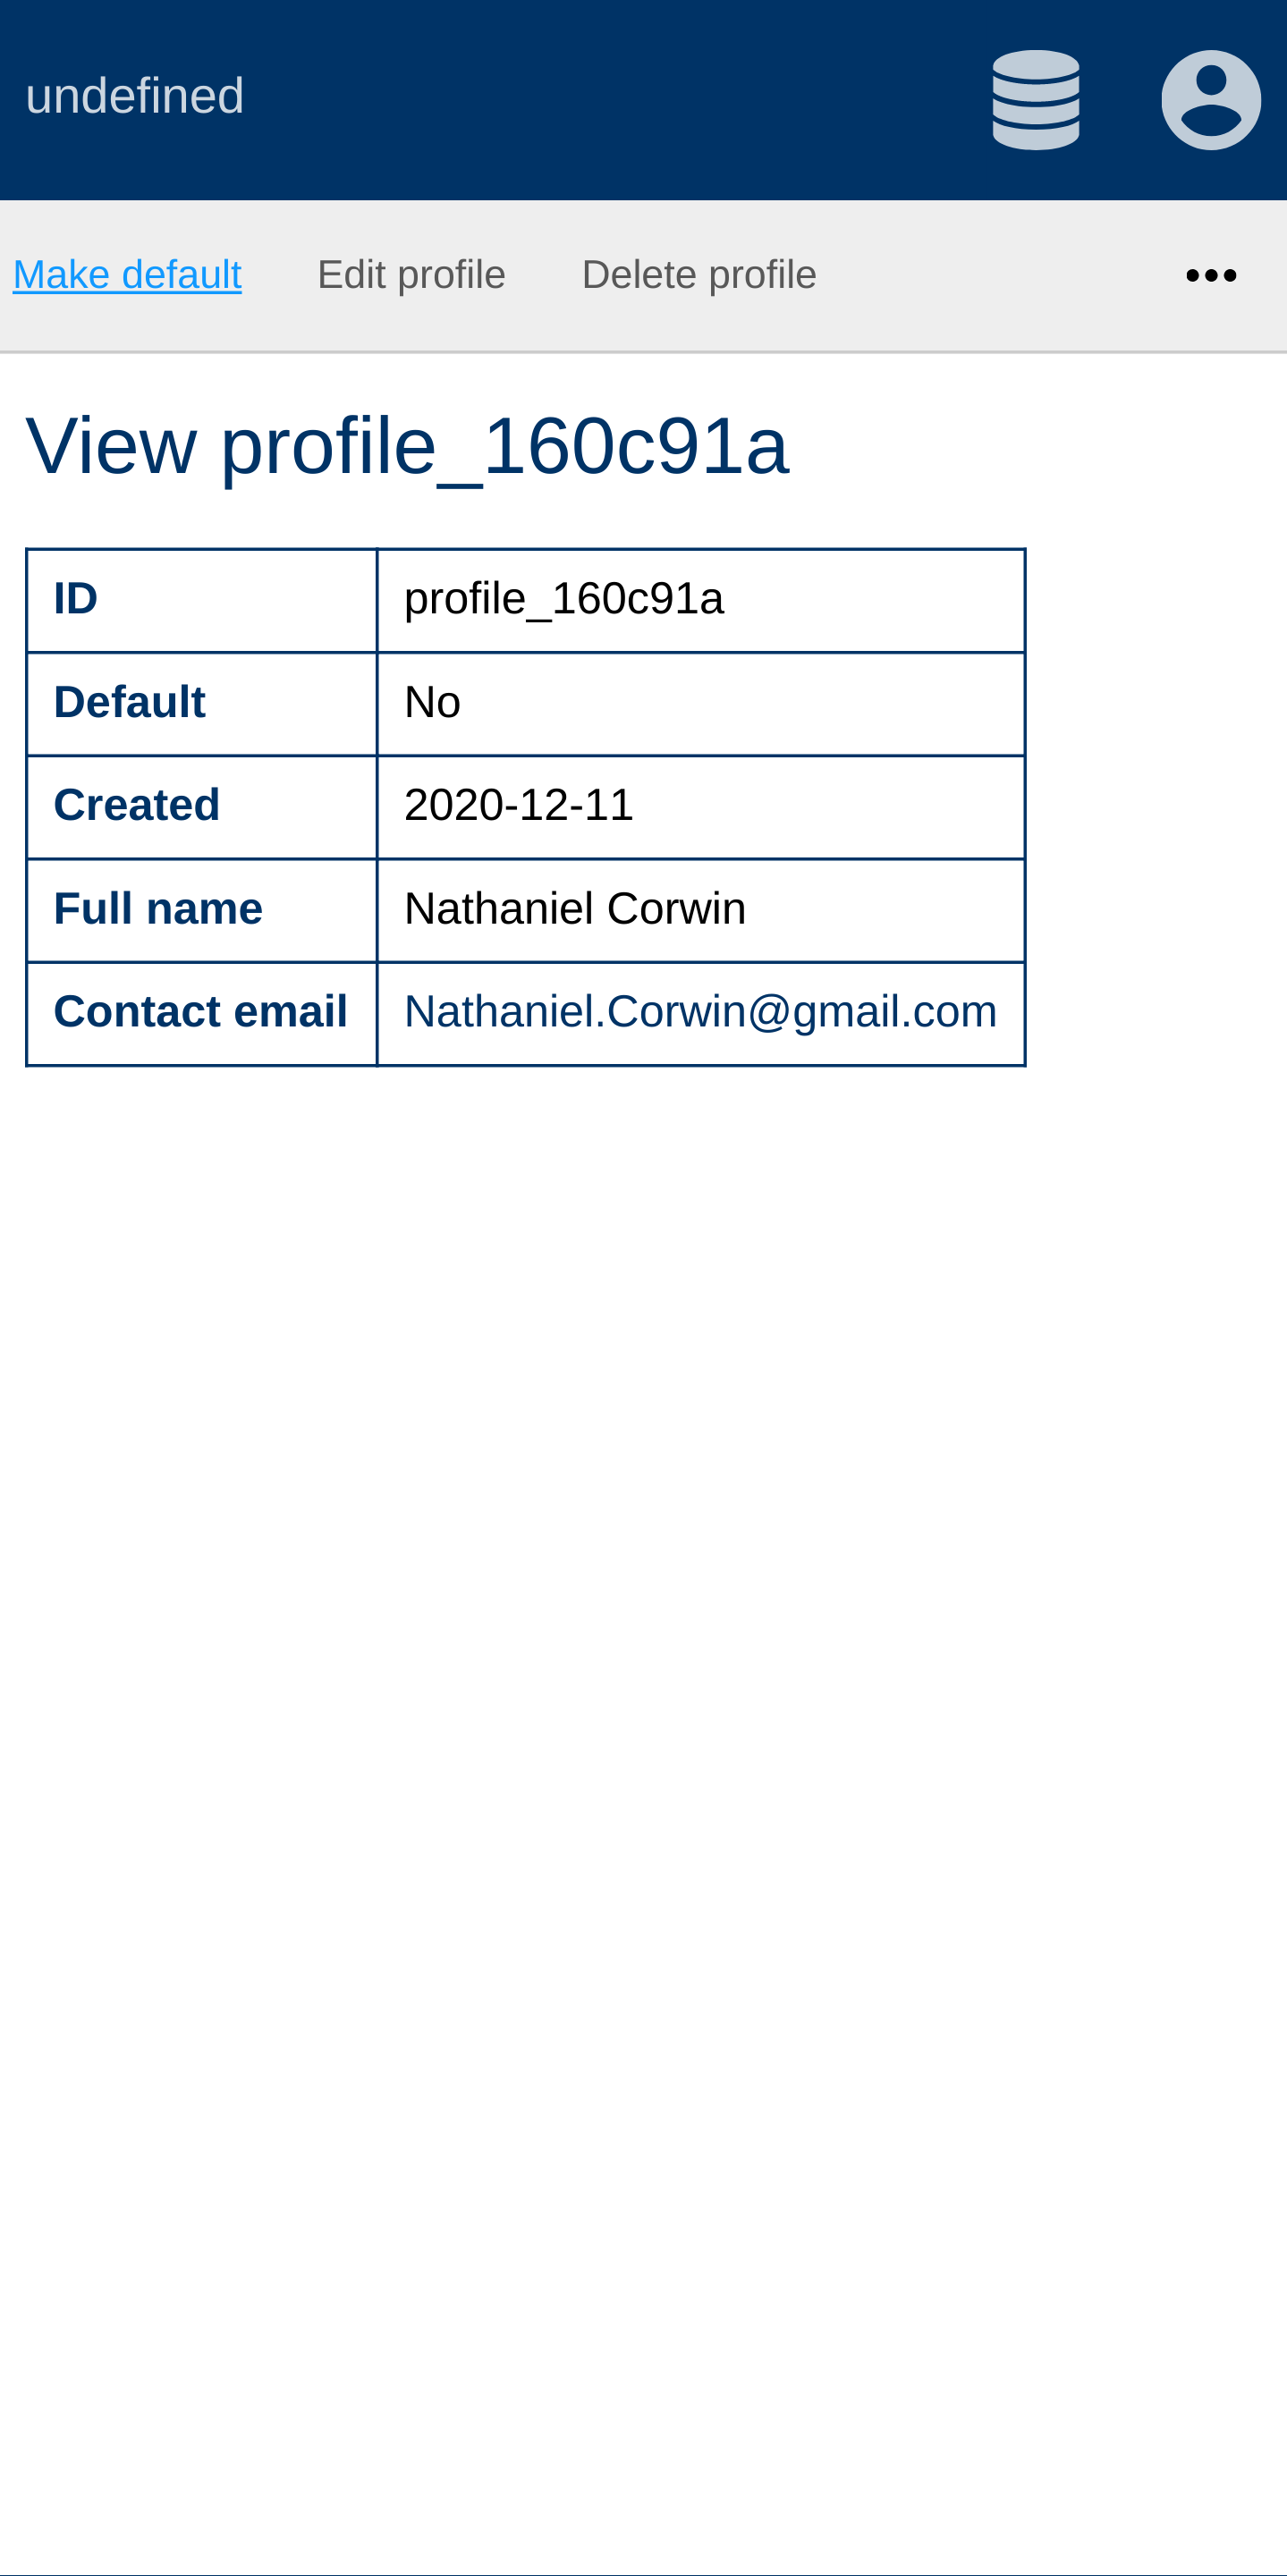 undefined
Make default Edit profile Delete profile
View profile_160c91a
ID profile_160c91a
Default No
Created 2020-12-11
Full name Nathaniel Corwin
Contact email Nathaniel.Corwin@gmail.com